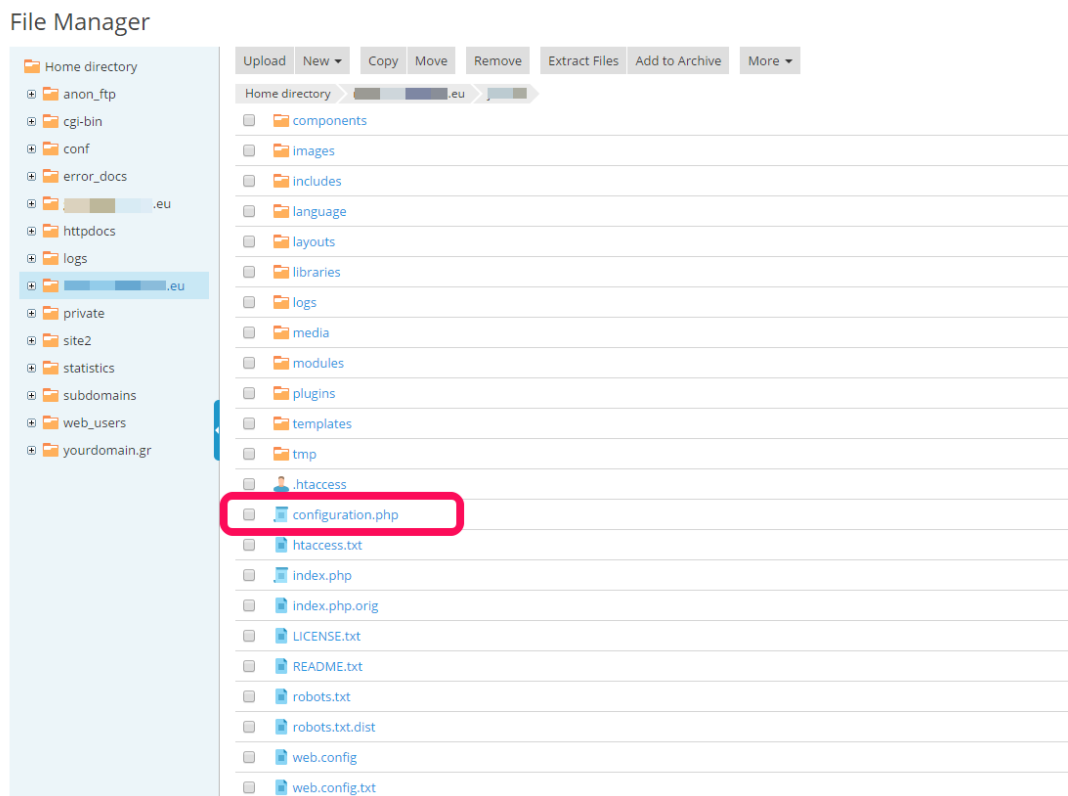 File Manager
Home directory
anon_ftp
cgi-bin
conf
error_docs
.eu
httpdocs
logs
.eu
private
site2
statistics
subdomains
web_users
yourdomain.gr
Upload New Copy Move Remove Extract Files Add to Archive More
Home directory .eu
components
images
includes
language
layouts
libraries
logs
media
modules
plugins
templates
tmp
.htaccess
configuration.php
htaccess.txt
index.php
index.php.orig
LICENSE.txt
README.txt
robots.txt
robots.txt.dist
web.config
web.config.txt